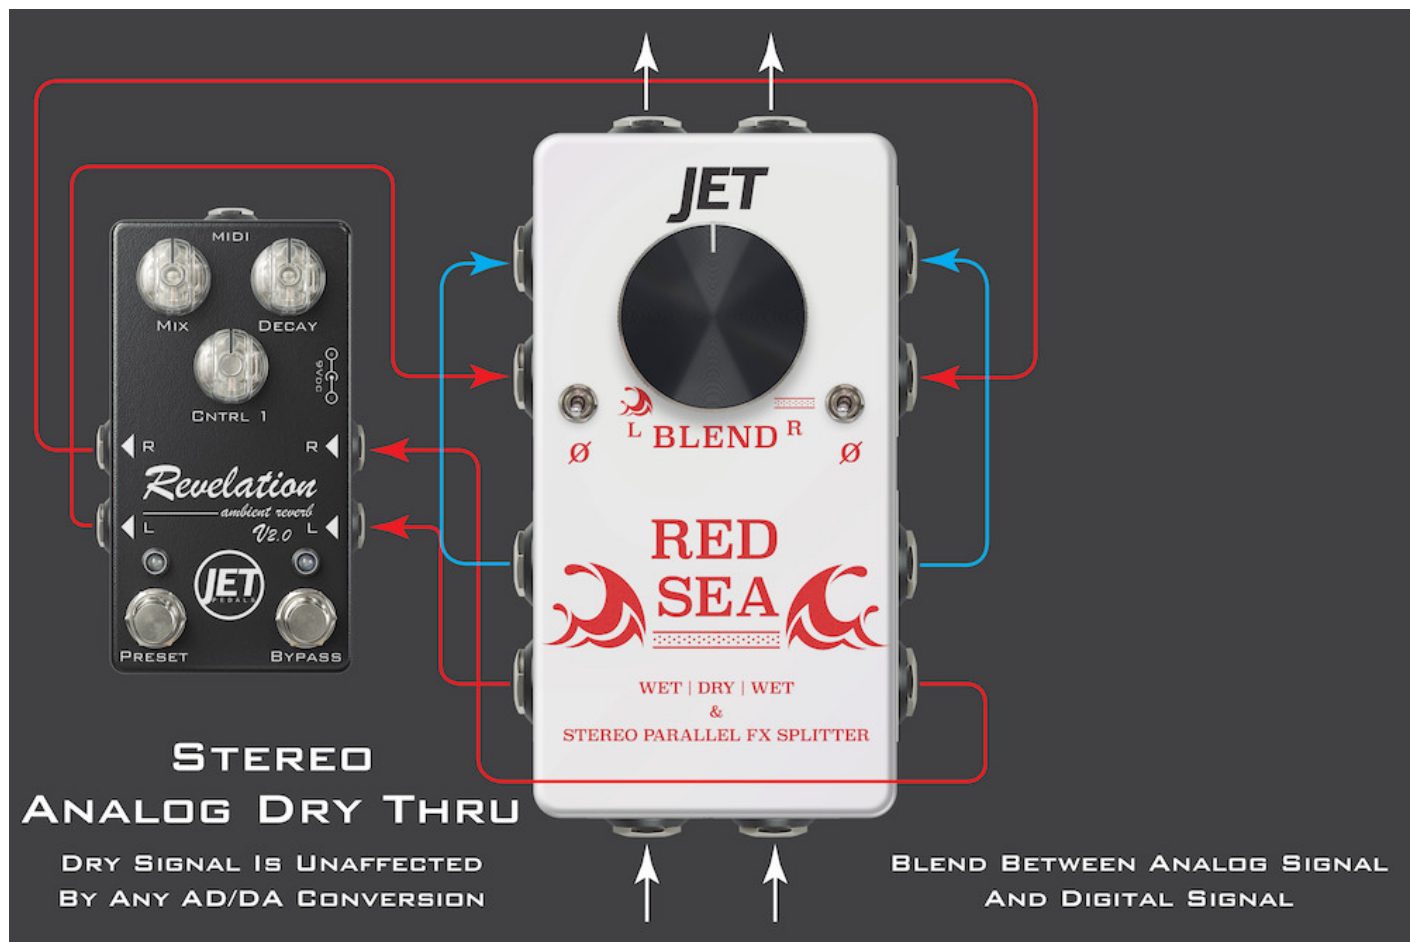 JET
MIDI
MIX DECAY
9VDC
CNTRL 1
R R
Revelation
ambient reverb
V2.0
L L
JET
PEDALS
PRESET BYPASS
L BLEND R
Ø Ø
RED
SEA
WET | DRY | WET
&
STEREO PARALLEL FX SPLITTER
STEREO
ANALOG DRY THRU
DRY SIGNAL IS UNAFFECTED
BY ANY AD/DA CONVERSION
BLEND BETWEEN ANALOG SIGNAL
AND DIGITAL SIGNAL